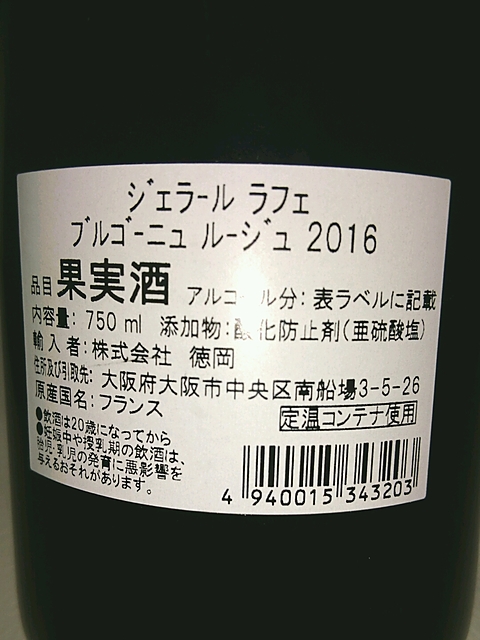 ジェラール ラフェ
ブルゴーニュ ルージュ 2016
品目 果実酒 アルコール分: 表ラベルに記載
内容量: 750 ml 添加物: 酸化防止剤(亜硫酸塩)
輸入者: 株式会社 徳岡
住所及び引取先: 大阪府大阪市中央区南船場3-5-26
原産国名: フランス
定温コンテナ使用
●飲酒は20歳になってから
●妊娠中や授乳期の飲酒は、
胎児・乳児の発育に悪影響を
与えるおそれがあります。
4 940015 343203